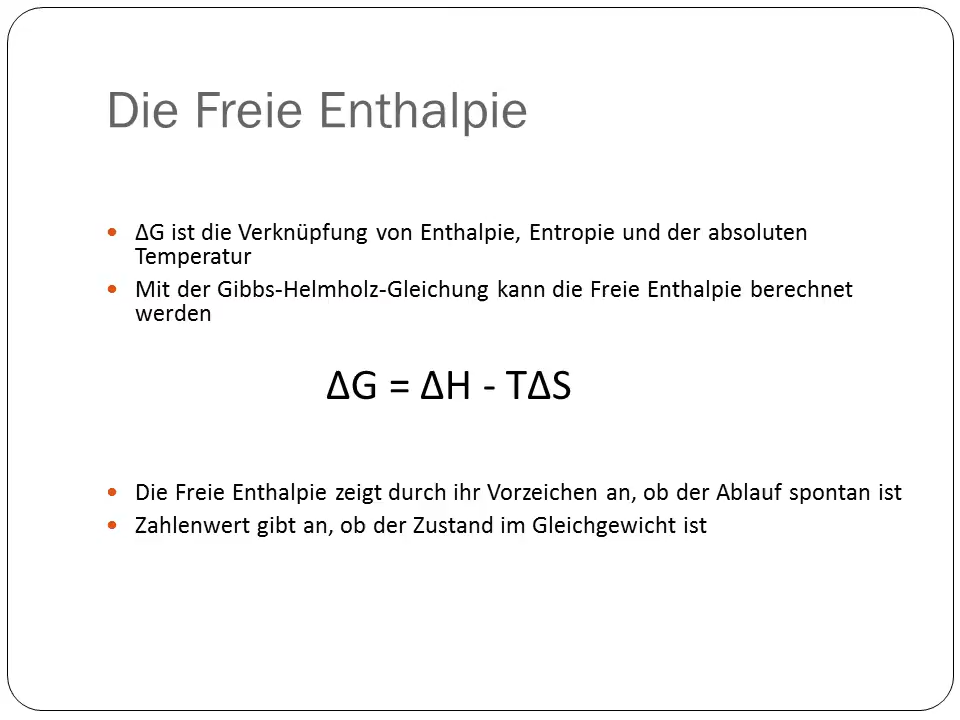 Die Freie Enthalpie
• ΔG ist die Verknüpfung von Enthalpie, Entropie und der absoluten
Temperatur
• Mit der Gibbs-Helmholz-Gleichung kann die Freie Enthalpie berechnet
werden
ΔG = ΔH - TΔS
• Die Freie Enthalpie zeigt durch ihr Vorzeichen an, ob der Ablauf spontan ist
• Zahlenwert gibt an, ob der Zustand im Gleichgewicht ist